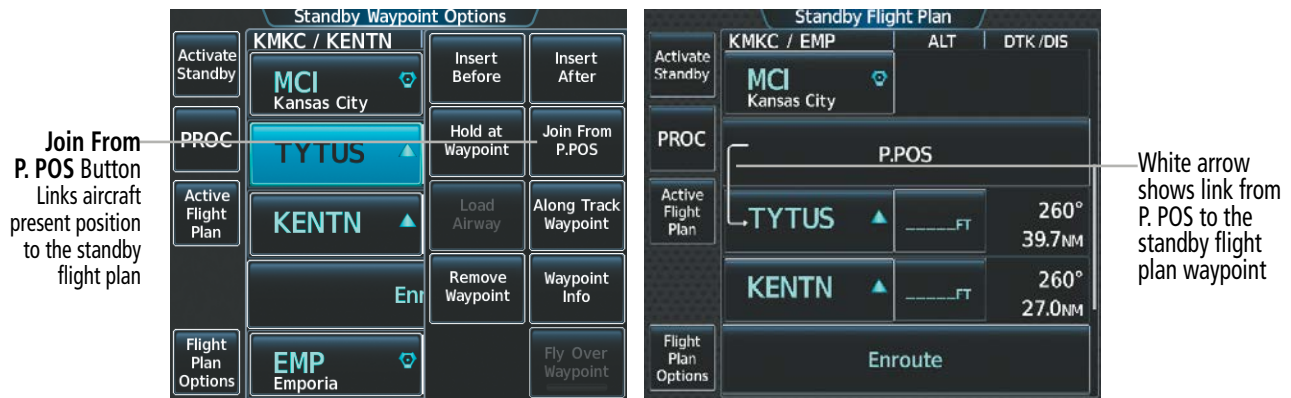 Join From
P. POS Button
Links aircraft
present position
to the standby
flight plan
Standby Waypoint Options
Activate
Standby
PROC
Active
Flight
Plan
Flight
Plan
Options
KMKC / KENTN
MCI
Kansas City
TYTUS
KENTN
Enr
EMP
Emporia
Insert
Before
Insert
After
Hold at
Waypoint
Join From
P.POS
Load
Airway
Along Track
Waypoint
Remove
Waypoint
Waypoint
Info
Fly Over
Waypoint
Standby Flight Plan
Activate
Standby
PROC
Active
Flight
Plan
Flight
Plan
Options
KMKC / EMP ALT DTK/DIS
MCI
Kansas City
P.POS
TYTUS _____FT 260°
39.7NM
KENTN _____FT 260°
27.0NM
Enroute
White arrow
shows link from
P. POS to the
standby flight
plan waypoint